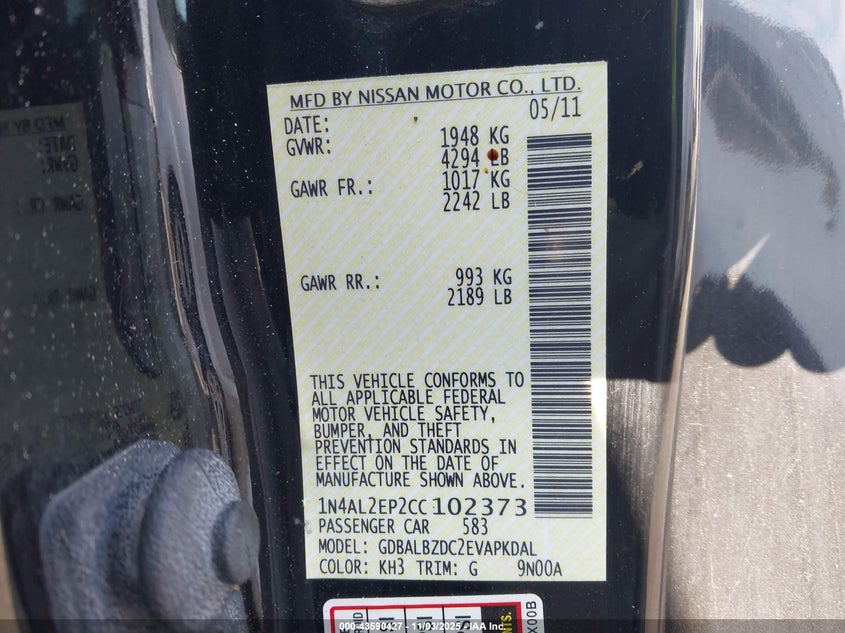 MFD BY NISSAN MOTOR CO., LTD.
DATE: 05/11
GVWR: 1948 KG
4294 LB
GAWR FR.: 1017 KG
2242 LB
GAWR RR.: 993 KG
2189 LB
THIS VEHICLE CONFORMS TO
ALL APPLICABLE FEDERAL
MOTOR VEHICLE SAFETY,
BUMPER, AND THEFT
PREVENTION STANDARDS IN
EFFECT ON THE DATE OF
MANUFACTURE SHOWN ABOVE.
1N4AL2EP2CC102373
PASSENGER CAR 583
MODEL: GDBALBZDC2EVAPKDAL
COLOR: KH3 TRIM: G 9N00A
000-43590427 - 11/03/2025 - IAA Inc.